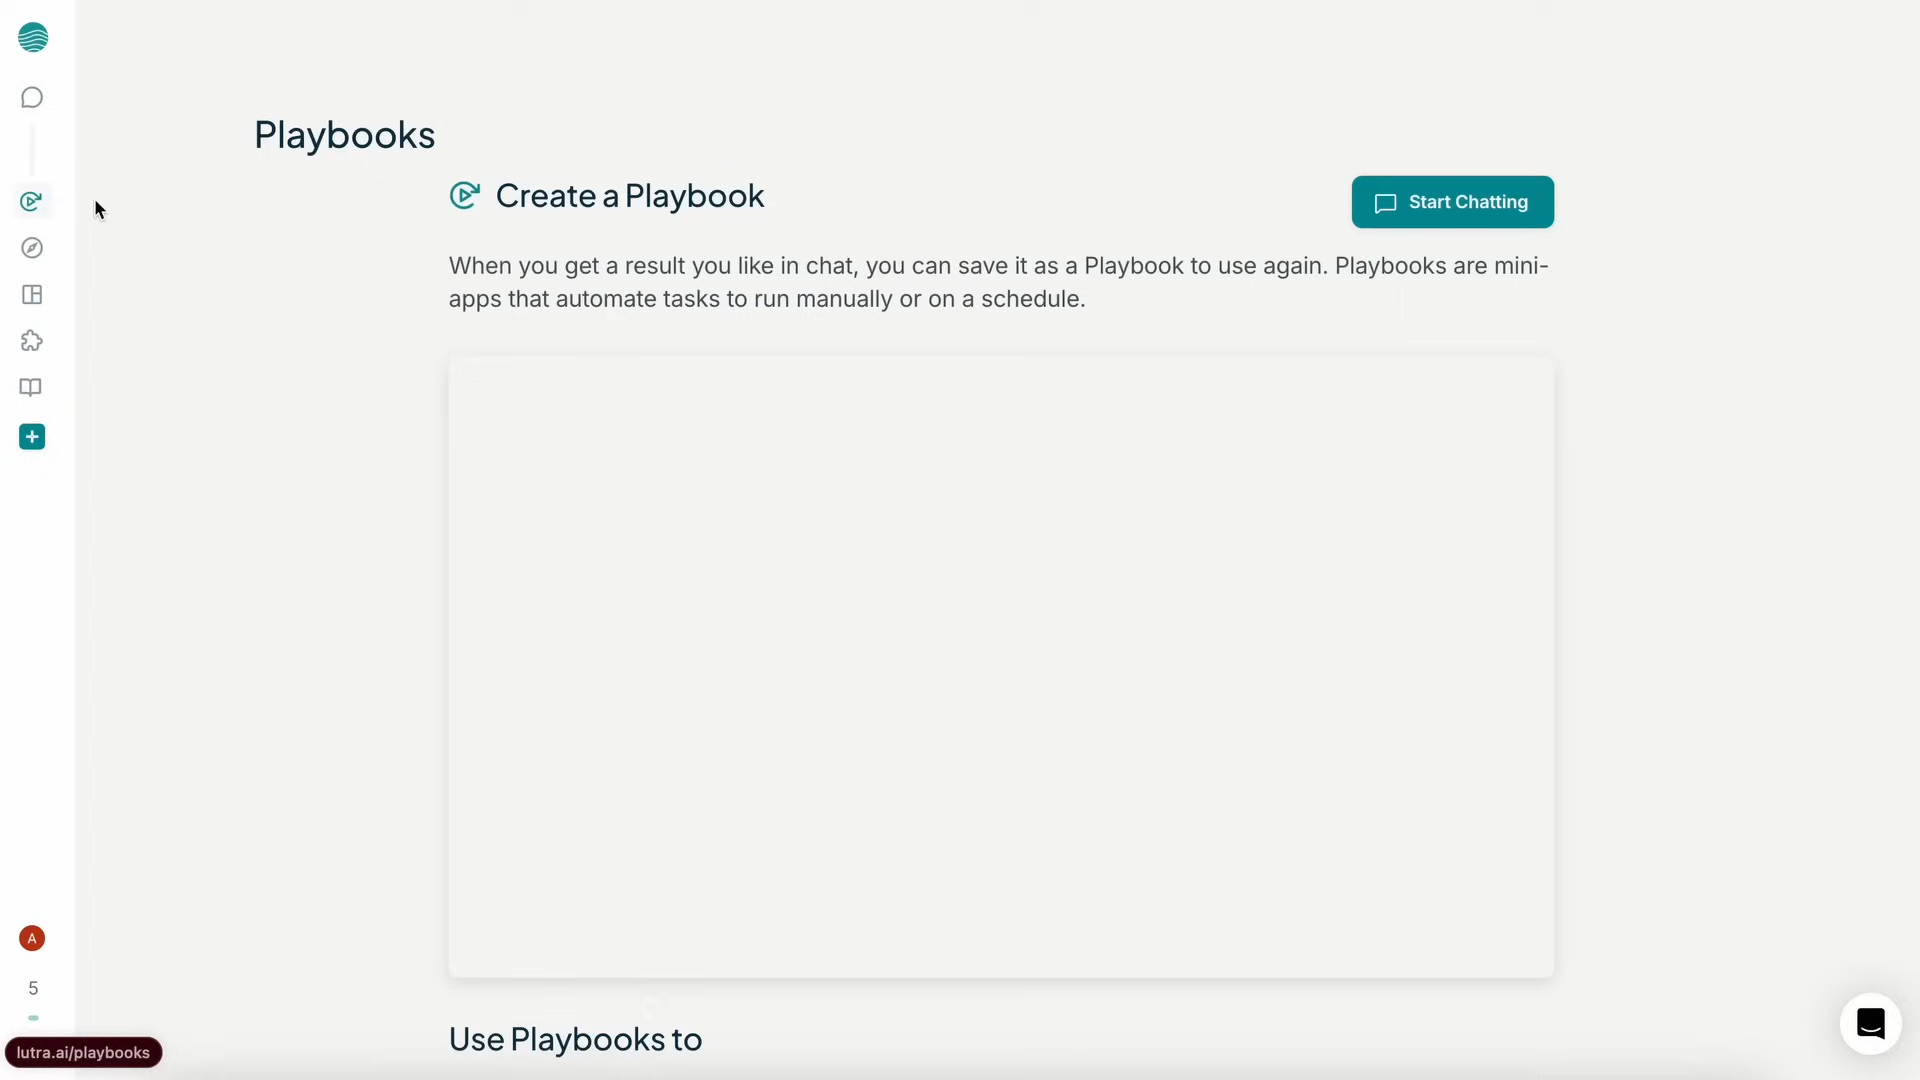 Playbooks
Create a Playbook
Start Chatting
When you get a result you like in chat, you can save it as a Playbook to use again. Playbooks are mini-
apps that automate tasks to run manually or on a schedule.
A
5
Use Playbooks to
lutra.ai/playbooks